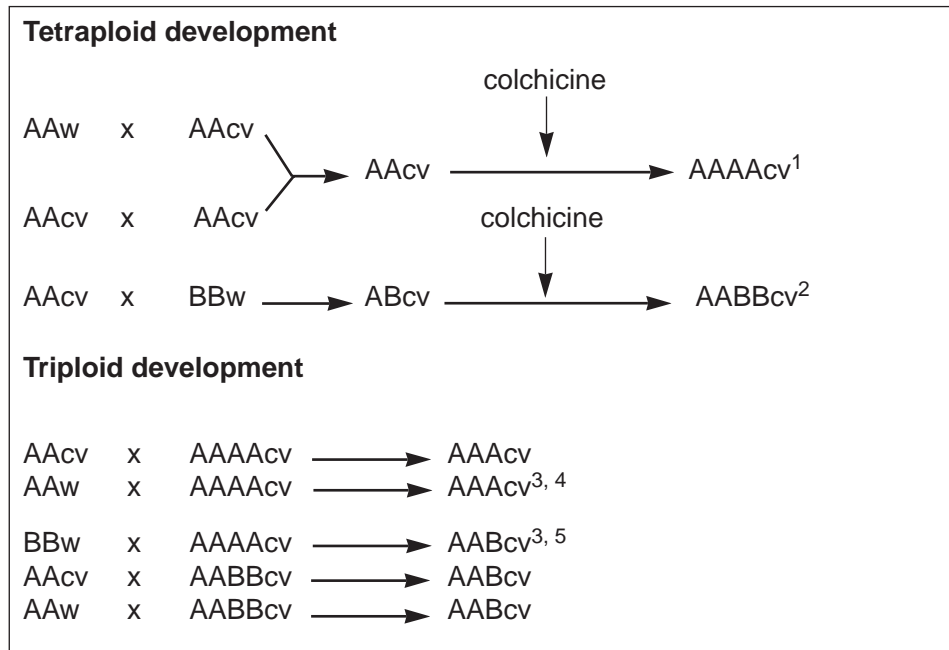 Tetraploid development
colchicine
AAw x AAcv
AAcv AAAAcv1
AAcv x AAcv
colchicine
AAcv x BBw ABcv AABBcv2
Triploid development
AAcv x AAAAcv AAAcv
AAw x AAAAcv AAAcv3, 4
BBw x AAAAcv AABcv3, 5
AAcv x AABBcv AABcv
AAw x AABBcv AABcv